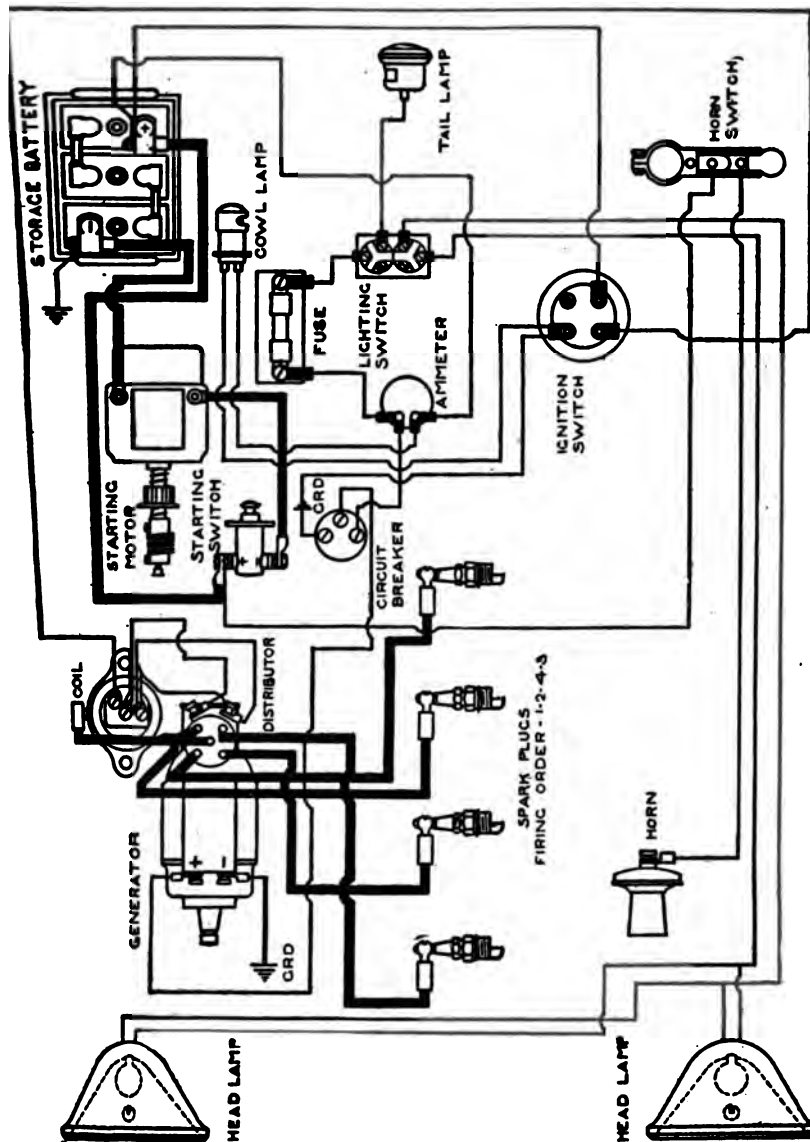 STORAGE BATTERY
+
−
COWL LAMP
TAIL LAMP
HORN
SWITCH
FUSE
LIGHTING
SWITCH
AMMETER
IGNITION
SWITCH
STARTING
MOTOR
STARTING
SWITCH
+
−
GRD
CIRCUIT
BREAKER
COIL
DISTRIBUTOR
SPARK PLUGS
FIRING ORDER - 1-2-4-3
GENERATOR
+
−
GRD
HORN
HEAD LAMP
HEAD LAMP